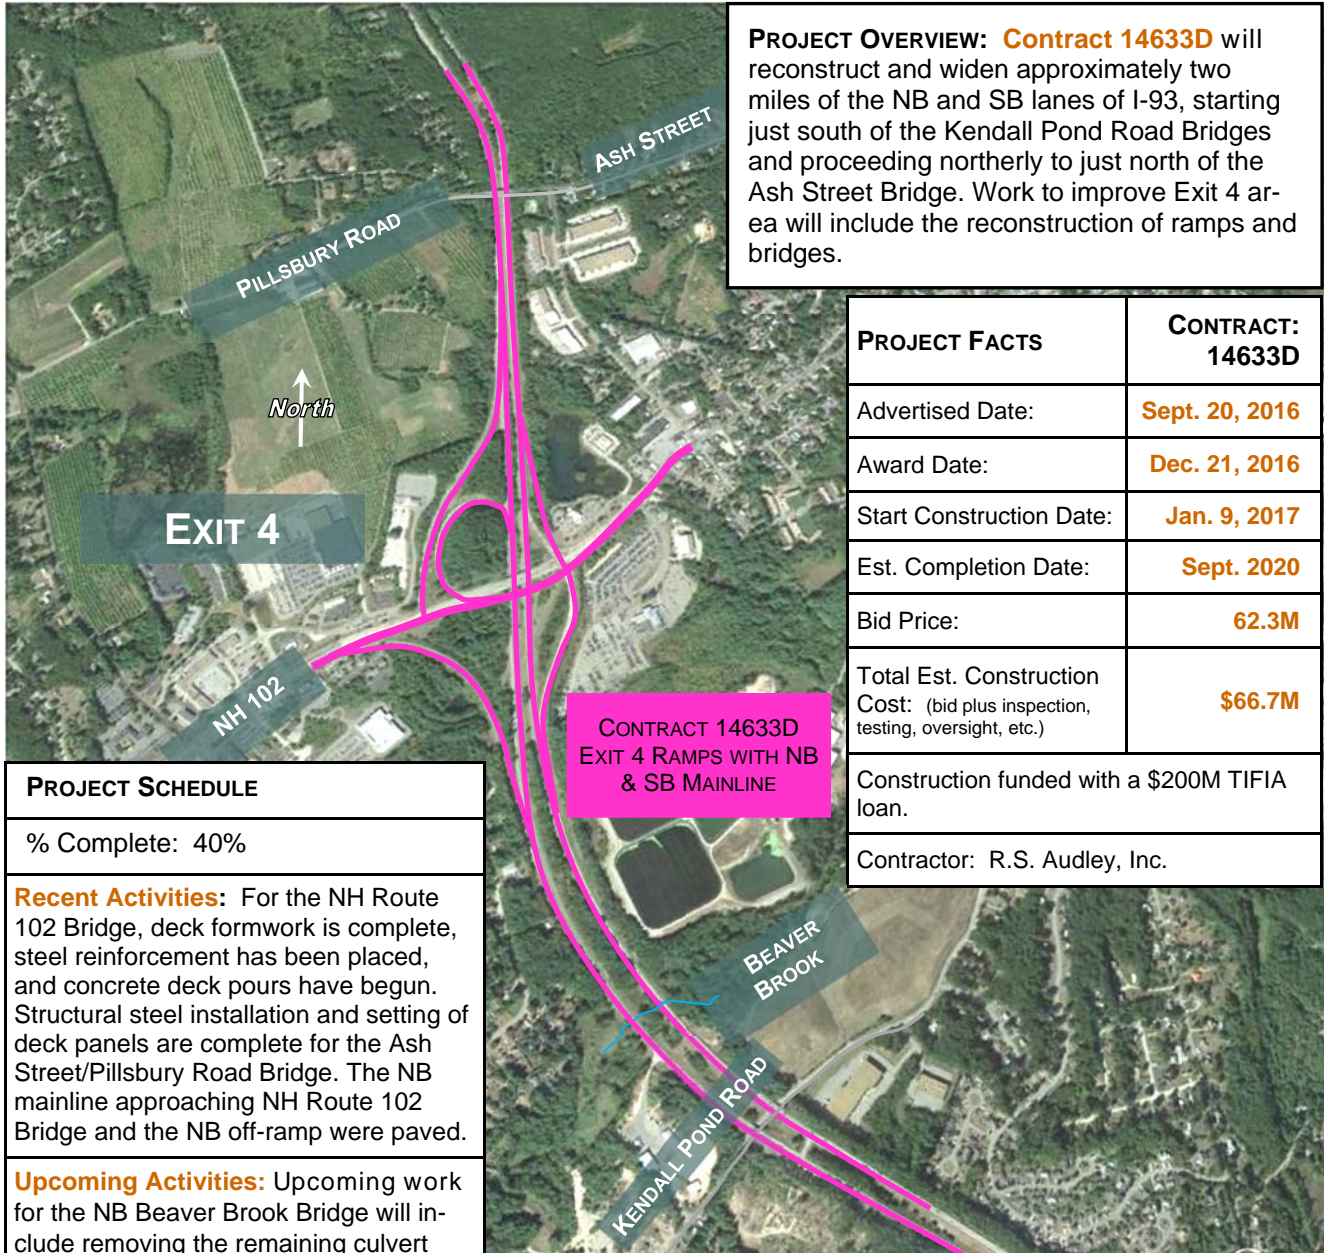 PROJECT OVERVIEW: Contract 14633D will
reconstruct and widen approximately two
miles of the NB and SB lanes of I-93, starting
just south of the Kendall Pond Road Bridges
and proceeding northerly to just north of the
Ash Street Bridge. Work to improve Exit 4 ar-
ea will include the reconstruction of ramps and
bridges.
ASH STREET
PILLSBURY ROAD
North
EXIT 4
NH 102
CONTRACT 14633D
EXIT 4 RAMPS WITH NB
& SB MAINLINE
BEAVER
BROOK
KENDALL POND ROAD
PROJECT FACTS
CONTRACT:
14633D
Advertised Date: Sept. 20, 2016
Award Date: Dec. 21, 2016
Start Construction Date: Jan. 9, 2017
Est. Completion Date: Sept. 2020
Bid Price: 62.3M
Total Est. Construction
Cost: (bid plus inspection,
testing, oversight, etc.)
$66.7M
Construction funded with a $200M TIFIA
loan.
Contractor: R.S. Audley, Inc.
PROJECT SCHEDULE
% Complete: 40%
Recent Activities: For the NH Route
102 Bridge, deck formwork is complete,
steel reinforcement has been placed,
and concrete deck pours have begun.
Structural steel installation and setting of
deck panels are complete for the Ash
Street/Pillsbury Road Bridge. The NB
mainline approaching NH Route 102
Bridge and the NB off-ramp were paved.
Upcoming Activities: Upcoming work
for the NB Beaver Brook Bridge will in-
clude removing the remaining culvert